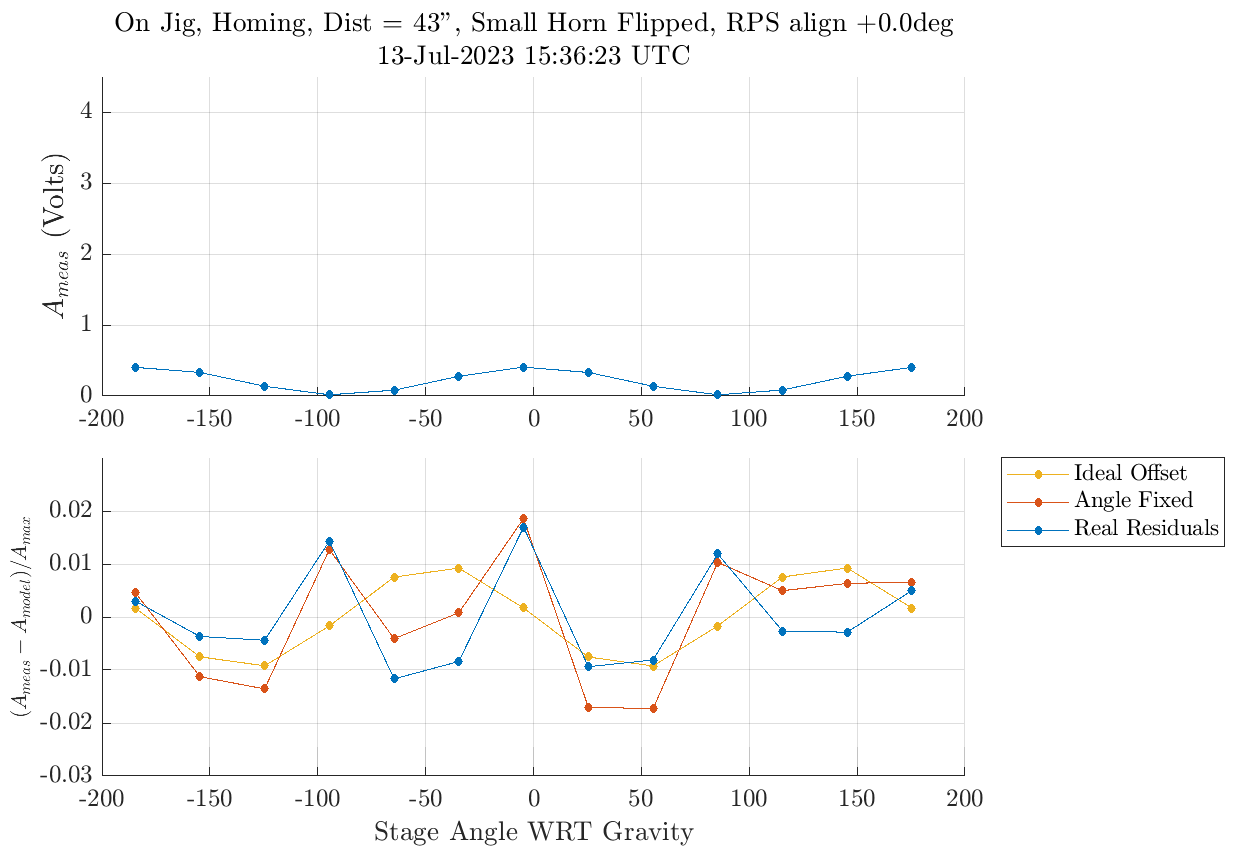 On Jig, Homing, Dist = 43", Small Horn Flipped, RPS align +0.0deg
13-Jul-2023 15:36:23 UTC
A_meas (Volts)
4
3
2
1
0
-200 -150 -100 -50 0 50 100 150 200
(A_meas − A_model)/A_max
0.02
0.01
0
-0.01
-0.02
-0.03
-200 -150 -100 -50 0 50 100 150 200
Stage Angle WRT Gravity
Ideal Offset
Angle Fixed
Real Residuals